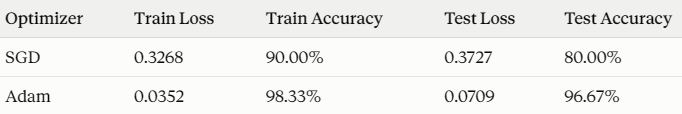 Optimizer Train Loss Train Accuracy Test Loss Test Accuracy
SGD 0.3268 90.00% 0.3727 80.00%
Adam 0.0352 98.33% 0.0709 96.67%